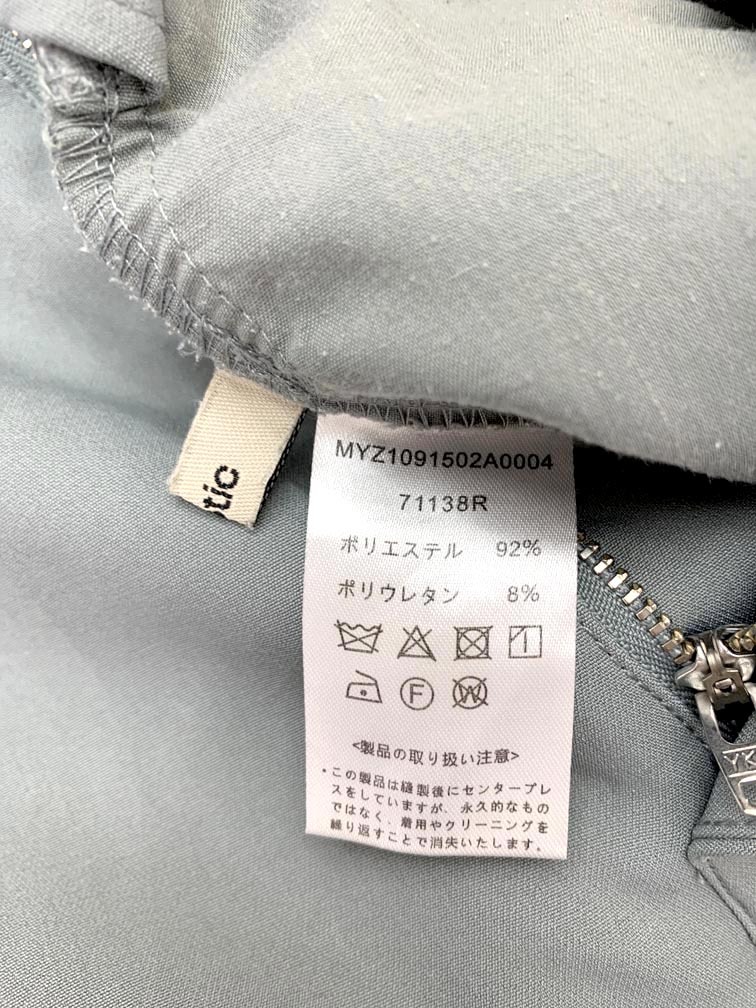 MYZ1091502A0004
71138R
ポリエステル 92%
ポリウレタン 8%
F
W
<製品の取り扱い注意>
・この製品は縫製後にセンタープレ
スをしていますが、永久的なもの
ではなく、着用やクリーニングを
繰り返すことで消失いたします。
tic
YK